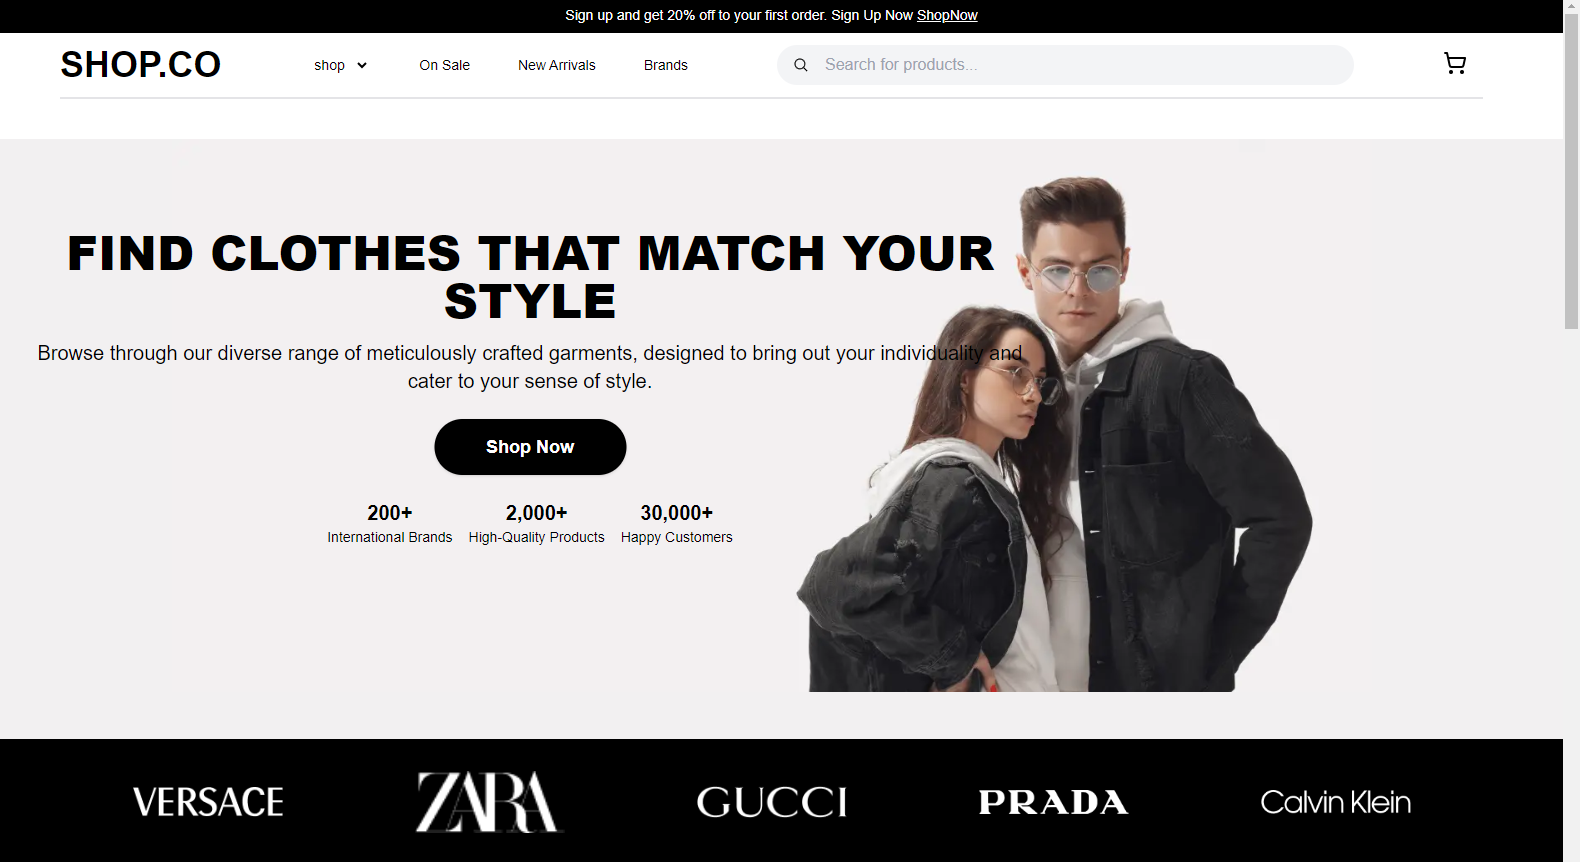 Sign up and get 20% off to your first order. Sign Up Now ShopNow
SHOP.CO
shop
On Sale
New Arrivals
Brands
Search for products...
FIND CLOTHES THAT MATCH YOUR
STYLE
Browse through our diverse range of meticulously crafted garments, designed to bring out your individuality and
cater to your sense of style.
Shop Now
200+
International Brands
2,000+
High-Quality Products
30,000+
Happy Customers
VERSACE
ZARA
GUCCI
PRADA
Calvin Klein